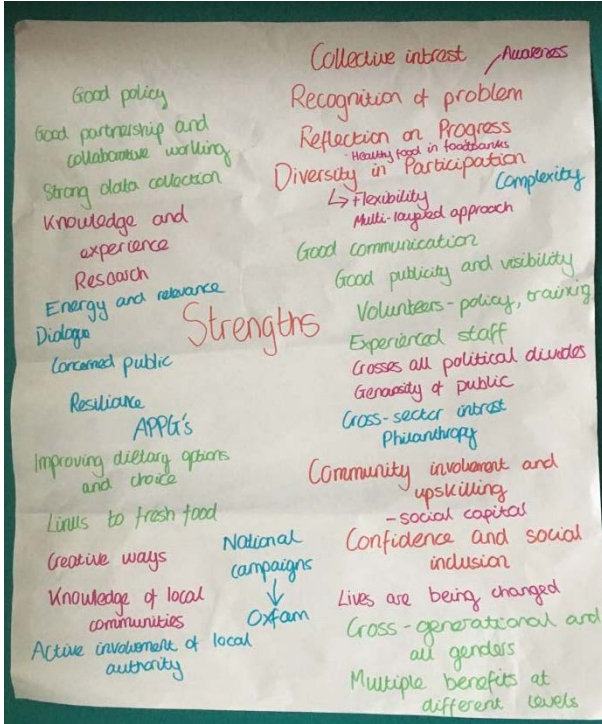 Good policy
Good partnership and
collaborative working
Strong data collection
Knowledge and
experience
Research
Energy and relevance
Dialogue
Concerned public
Resiliance
APPG's
Improving dietary options
and choice
Links to fresh food
Creative ways
Knowledge of local
communities
Active involvment of local
authority
National
campaigns
↓
Oxfam
Strengths
Collective intrest
Awareness
Recognition of problem
Reflection on Progress
- Healthy food in foodbanks
Diversity in Participation
↳ Flexibility
Multi-layered approach
Complexity
Good communication
Good publicity and visibility
Volunteers - policy, training
Experienced staff
Crosses all political divides
Generosity of public
Cross-sector intrest
Philanthropy
Community involvment and
upskilling
- social capital
Confidence and social
inclusion
Lives are being changed
Cross-generational and
all genders
Multiple benefits at
different levels